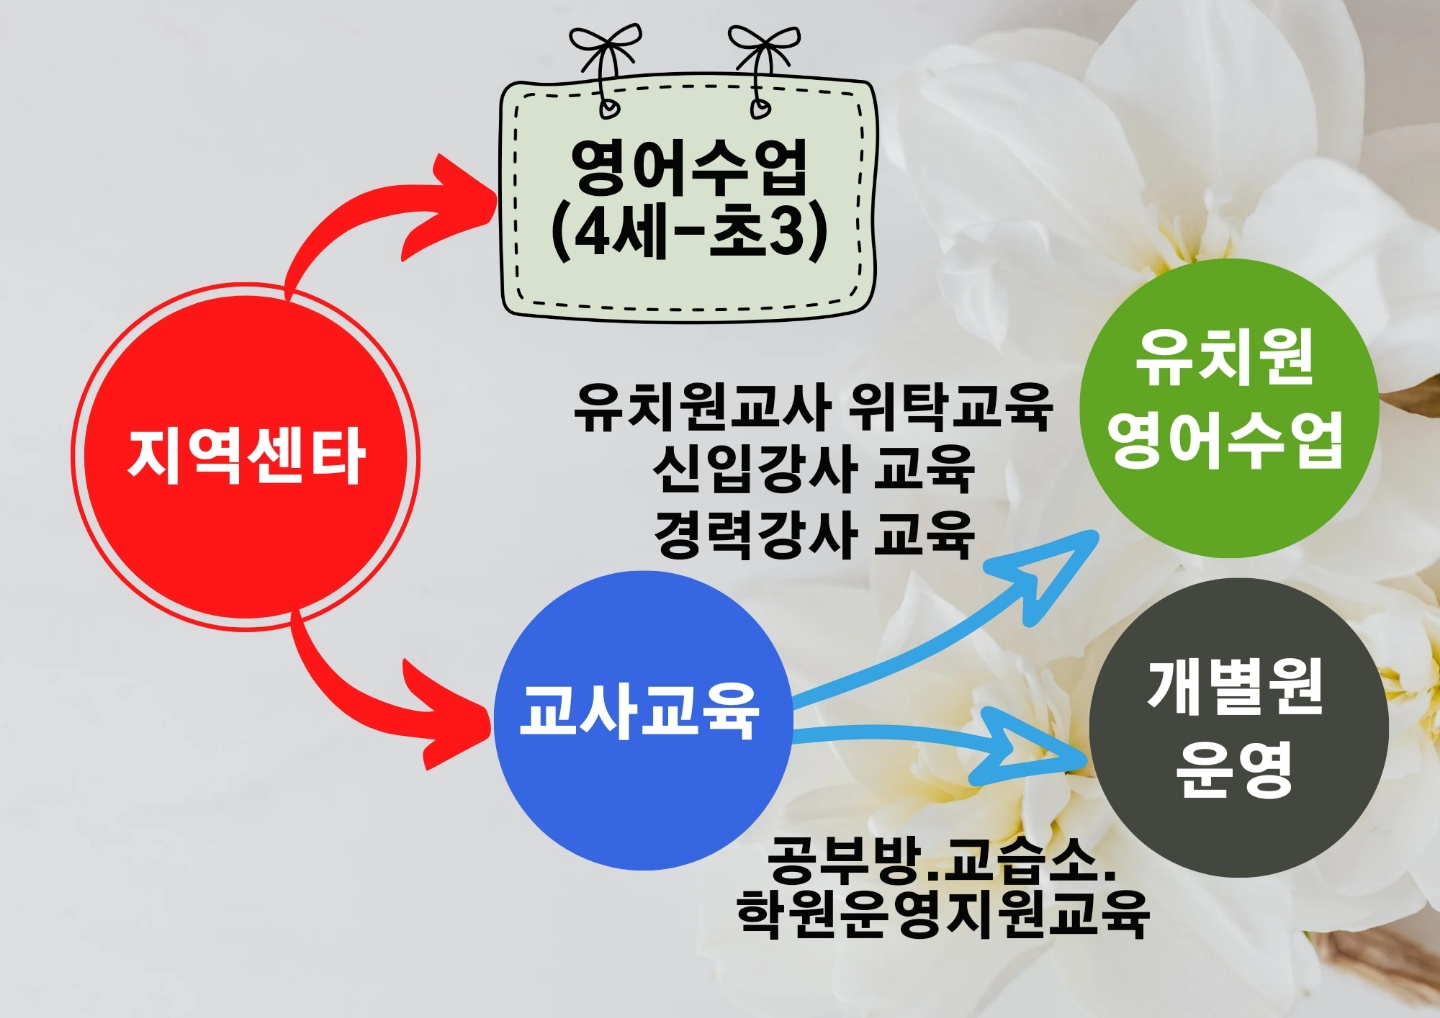 영어수업
(4세-초3)
지역센타
유치원교사 위탁교육
신입강사 교육
경력강사 교육
유치원
영어수업
교사교육
개별원
운영
공부방.교습소.
학원운영지원교육